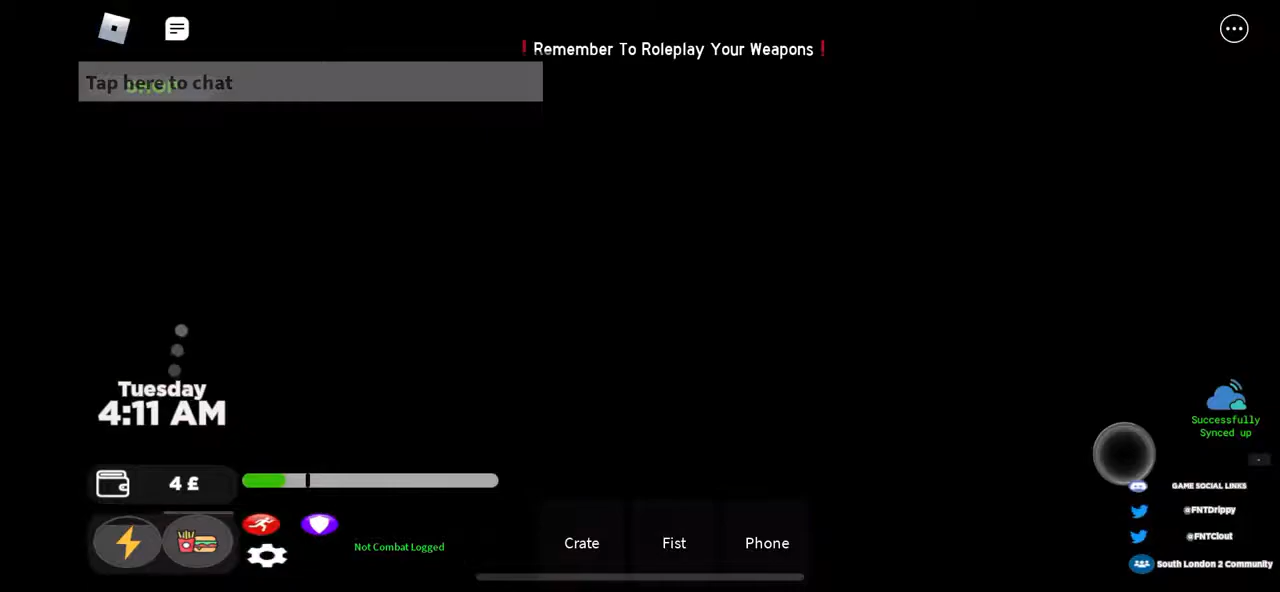 ❗Remember To Roleplay Your Weapons❗
Tap here to chat
SHOP
Tuesday
4:11 AM
4 £
Not Combat Logged
Crate
Fist
Phone
Successfully
Synced up
GAME SOCIAL LINKS
@FNTDrippy
@FNTClout
South London 2 Community